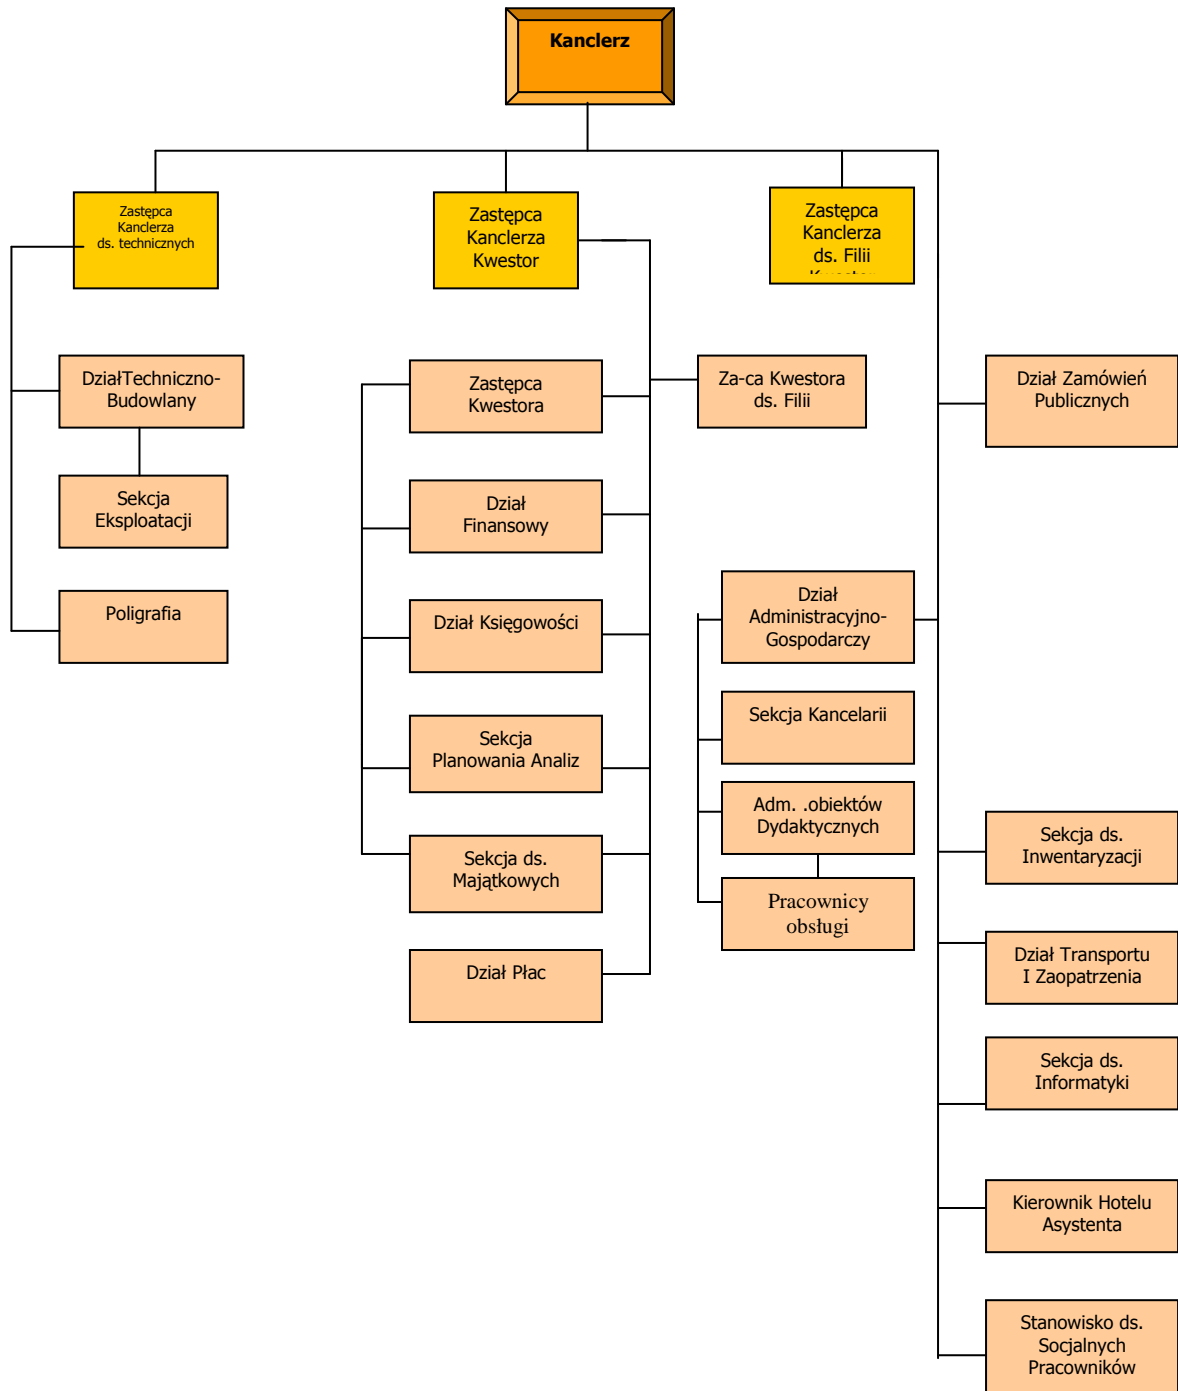 Kanclerz
Zastępca
Kanclerza
ds. technicznych
Zastępca
Kanclerza
Kwestor
Zastępca
Kanclerza
ds. Filii
DziałTechniczno-
Budowlany
Zastępca
Kwestora
Za-ca Kwestora
ds. Filii
Dział Zamówień
Publicznych
Sekcja
Eksploatacji
Dział
Finansowy
Poligrafia
Dział Księgowości
Dział
Administracyjno-
Gospodarczy
Sekcja Kancelarii
Sekcja
Planowania Analiz
Adm. .obiektów
Dydaktycznych
Sekcja ds.
Inwentaryzacji
Sekcja ds.
Majątkowych
Pracownicy
obsługi
Dział Płac
Dział Transportu
I Zaopatrzenia
Sekcja ds.
Informatyki
Kierownik Hotelu
Asystenta
Stanowisko ds.
Socjalnych
Pracowników